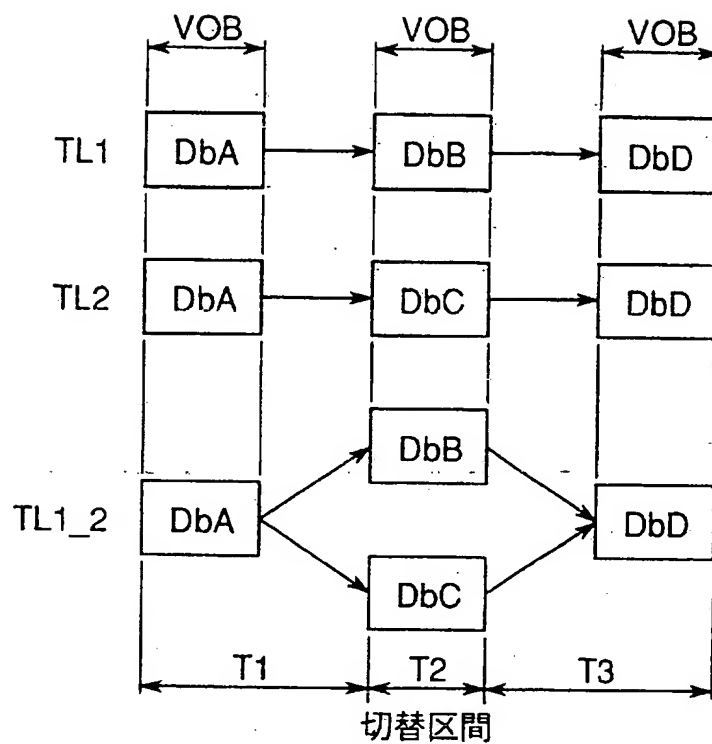 VOB VOB VOB
TL1 DbA DbB DbD
TL2 DbA DbC DbD
DbB
TL1_2 DbA DbD
DbC
T1 T2 T3
切替区間